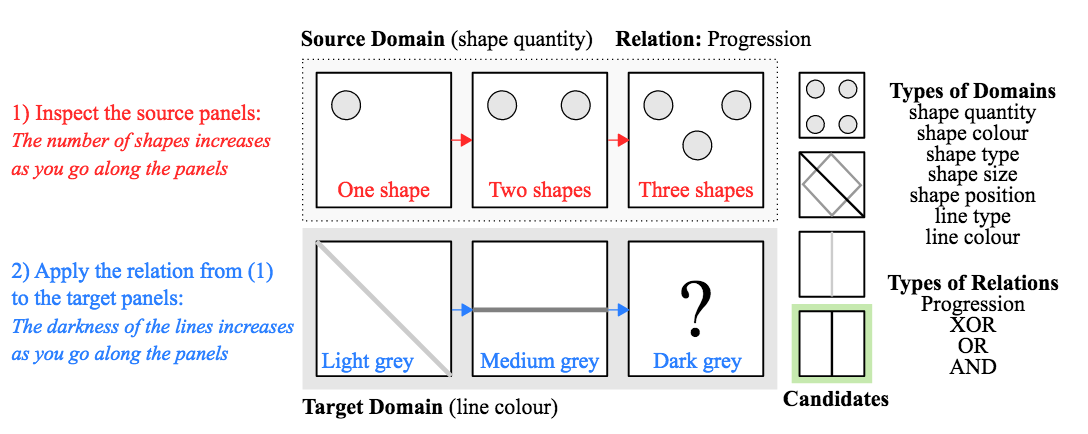 Source Domain (shape quantity) Relation: Progression
1) Inspect the source panels:
The number of shapes increases
as you go along the panels
One shape
Two shapes
Three shapes
2) Apply the relation from (1)
to the target panels:
The darkness of the lines increases
as you go along the panels
?
Light grey
Medium grey
Dark grey
Target Domain (line colour)
Candidates
Types of Domains
shape quantity
shape colour
shape type
shape size
shape position
line type
line colour
Types of Relations
Progression
XOR
OR
AND